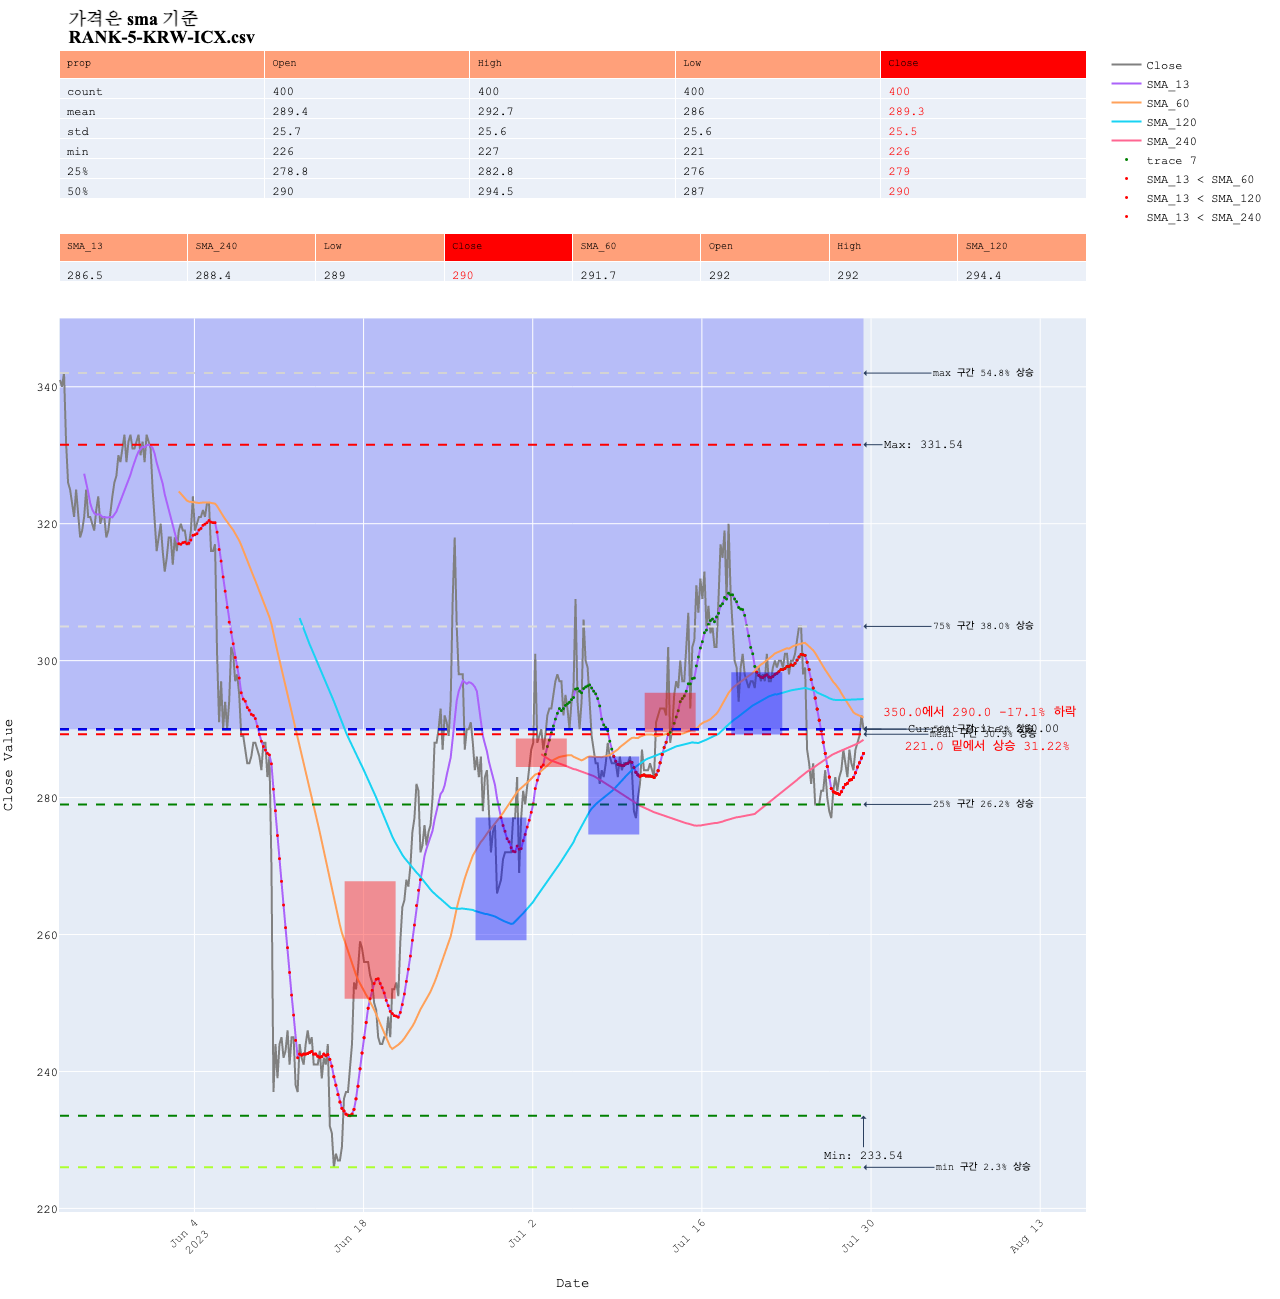 가격은 sma 기준
RANK-5-KRW-ICX.csv
prop Open High Low Close
count 400 400 400 400
mean 289.4 292.7 286 289.3
std 25.7 25.6 25.6 25.5
min 226 227 221 226
25% 278.8 282.8 276 279
50% 290 294.5 287 290
Close
SMA_13
SMA_60
SMA_120
SMA_240
trace 7
SMA_13 < SMA_60
SMA_13 < SMA_120
SMA_13 < SMA_240
SMA_13 SMA_240 Low Close SMA_60 Open High SMA_120
286.5 288.4 289 290 291.7 292 292 294.4
340
320
300
280
260
240
220
Close Value
max 구간 54.8% 상승
Max: 331.54
75% 구간 38.0% 상승
350.0에서 290.0 -17.1% 하락
mean 구간 30.9% 상승
221.0 밑에서 상승 31.22%
25% 구간 26.2% 상승
Min: 233.54
min 구간 2.3% 상승
Jun 4
2023
Jun 18
Jul 2
Jul 16
Jul 30
Aug 13
Date